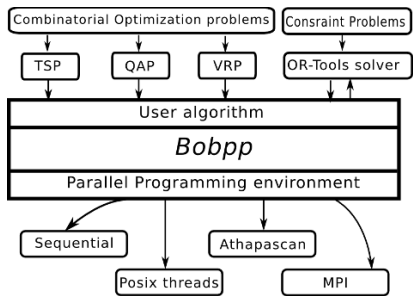 Combinatorial Optimization problems
Consraint Problems
TSP
QAP
VRP
OR-Tools solver
User algorithm
Bobpp
Parallel Programming environment
Sequential
Athapascan
Posix threads
MPI